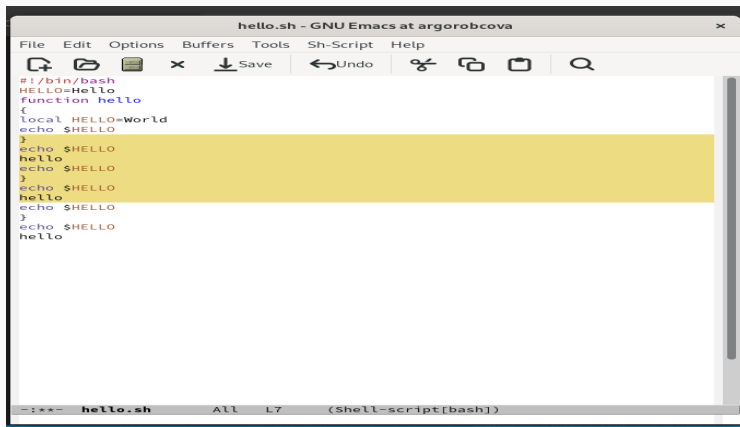 hello.sh - GNU Emacs at argorobcova
File Edit Options Buffers Tools Sh-Script Help
Save Undo
#!/bin/bash
HELLO=Hello
function hello
{
local HELLO=World
echo $HELLO
}
echo $HELLO
hello
echo $HELLO
}
echo $HELLO
hello
echo $HELLO
}
echo $HELLO
hello
-:**- hello.sh All L7 (Shell-script[bash])